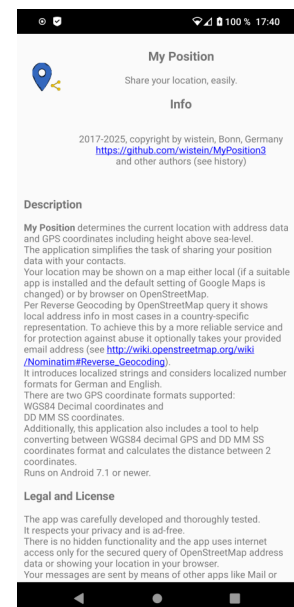 100 % 17:40
My Position
Share your location, easily.
Info
2017-2025, copyright by wistein, Bonn, Germany
https://github.com/wistein/MyPosition3
and other authors (see history)
Description
My Position determines the current location with address data
and GPS coordinates including height above sea-level.
The application simplifies the task of sharing your position
data with your contacts.
Your location may be shown on a map either local (if a suitable
app is installed and the default setting of Google Maps is
changed) or by browser on OpenStreetMap.
Per Reverse Geocoding by OpenStreetMap query it shows
local address info in most cases in a country-specific
representation. To achieve this by a more reliable service and
for protection against abuse it optionally takes your provided
email address (see http://wiki.openstreetmap.org/wiki
/Nominatim#Reverse_Geocoding).
It introduces localized strings and considers localized number
formats for German and English.
There are two GPS coordinate formats supported:
WGS84 Decimal coordinates and
DD MM SS coordinates.
Additionally, this application also includes a tool to help
converting between WGS84 decimal GPS and DD MM SS
coordinates format and calculates the distance between 2
coordinates.
Runs on Android 7.1 or newer.
Legal and License
The app was carefully developed and thoroughly tested.
It respects your privacy and is ad-free.
There is no hidden functionality and the app uses internet
access only for the secured query of OpenStreetMap address
data or showing your location in your browser.
Your messages are sent by means of other apps like Mail or